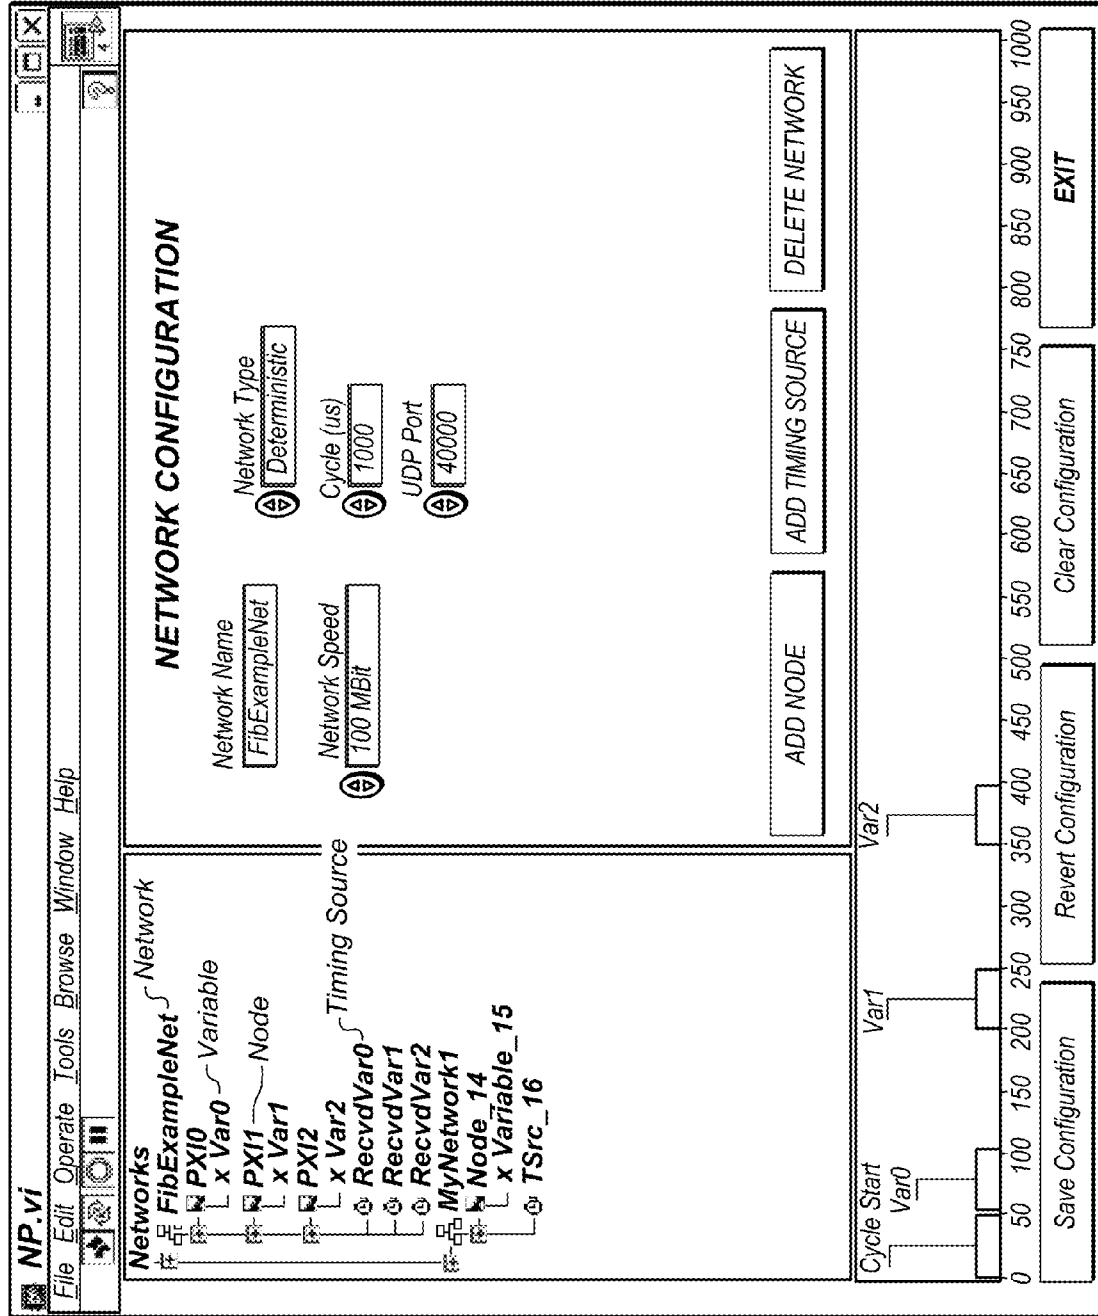 NP.vi
File Edit Operate Tools Browse Window Help
?
Networks
FibExampleNet Network
PXI0
x Var0 Variable
PXI1 Node
x Var1
PXI2
x Var2
RecvdVar0 Timing Source
RecvdVar1
RecvdVar2
MyNetwork1
Node_14
x Variable_15
TSrc_16
NETWORK CONFIGURATION
Network Name
FibExampleNet
Network Type
Deterministic
Network Speed
100 MBit
Cycle (us)
1000
UDP Port
40000
ADD NODE
ADD TIMING SOURCE
DELETE NETWORK
Cycle Start
Var0
Var1
Var2
0 50 100 150 200 250 300 350 400 450 500 550 600 650 700 750 800 850 900 950 1000
Save Configuration
Revert Configuration
Clear Configuration
EXIT